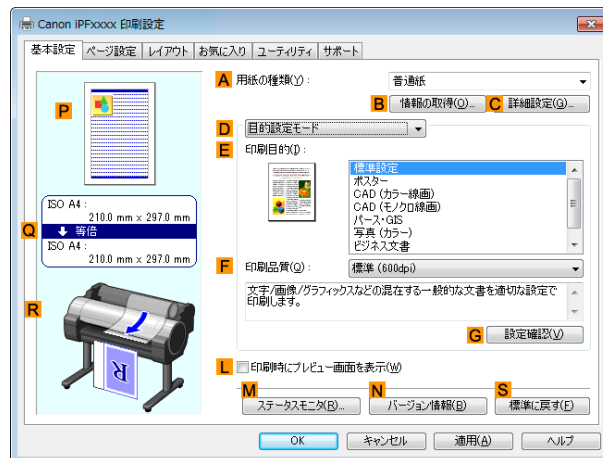 Canon iPFxxxx 印刷設定
基本設定 ページ設定 レイアウト お気に入り ユーティリティ サポート
A 用紙の種類(Y): 普通紙
B 情報の取得(O)... C 詳細設定(G)...
P
D 目的設定モード
E 印刷目的(I):
標準設定
ポスター
CAD (カラー線画)
CAD (モノクロ線画)
パース・GIS
写真 (カラー)
ビジネス文書
ISO A4 :
210.0 mm x 297.0 mm
Q 等倍
ISO A4 :
210.0 mm x 297.0 mm
F 印刷品質(Q): 標準 (600dpi)
文字/画像/グラフィックスなどの混在する一般的な文書を適切な設定で
印刷します。
R
R
G 設定確認(V)
L 印刷時にプレビュー画面を表示(W)
M N S
ステータスモニタ(R)... バージョン情報(B) 標準に戻す(F)
OK キャンセル 適用(A) ヘルプ